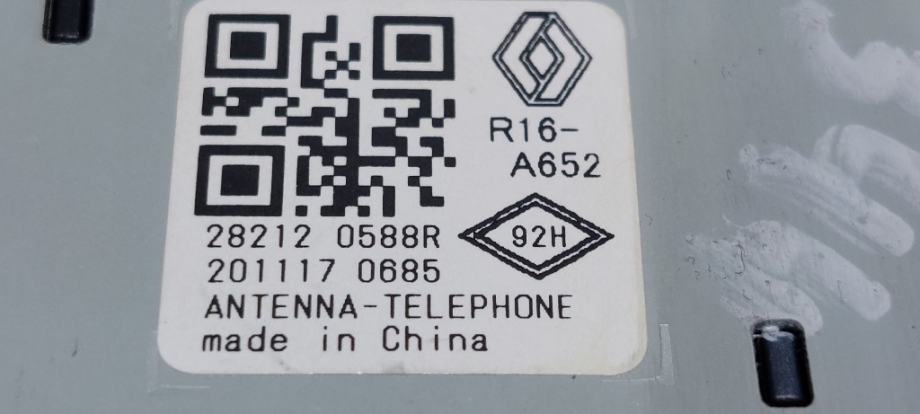 R16-
A652
28212 0588R
92H
201117 0685
ANTENNA-TELEPHONE
made in China